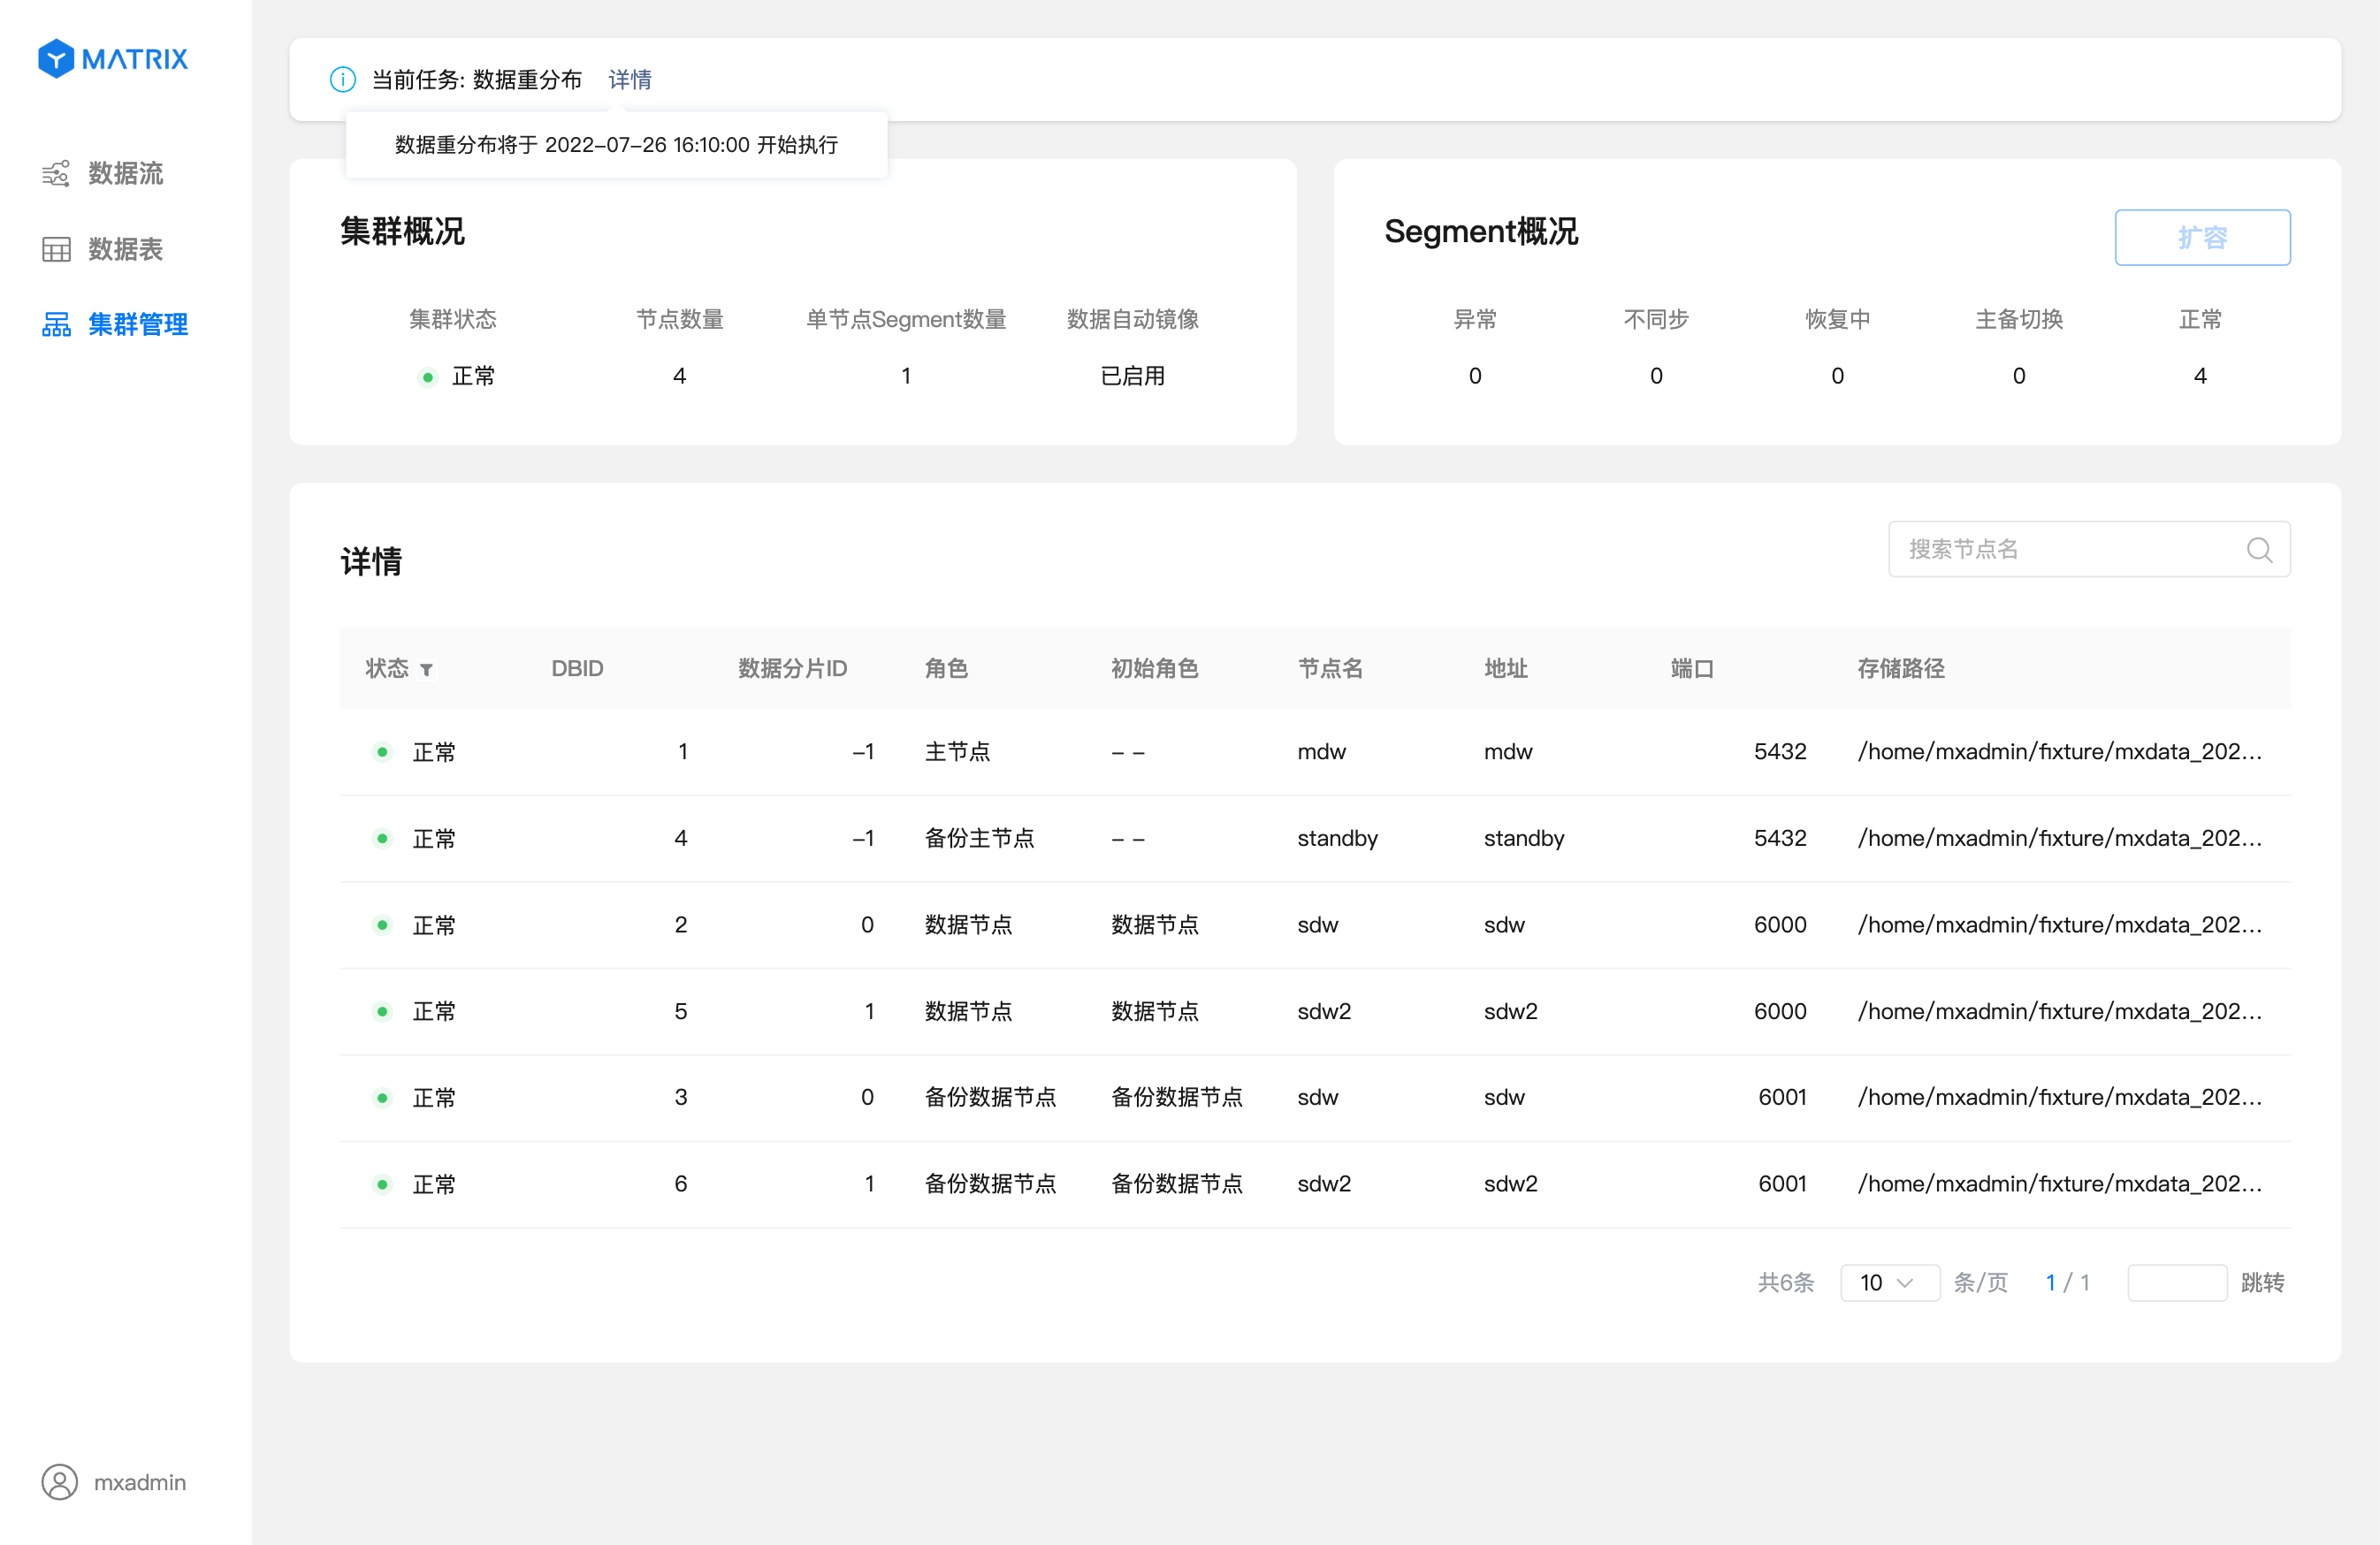 MATRIX
数据流
数据表
集群管理
mxadmin
当前任务: 数据重分布 详情
数据重分布将于 2022-07-26 16:10:00 开始执行
集群概况
集群状态 节点数量 单节点Segment数量 数据自动镜像
正常 4 1 已启用
Segment概况 扩容
异常 不同步 恢复中 主备切换 正常
0 0 0 0 4
详情 搜索节点名
状态 DBID 数据分片ID 角色 初始角色 节点名 地址 端口 存储路径
正常 1 -1 主节点 - - mdw mdw 5432 /home/mxadmin/fixture/mxdata_202...
正常 4 -1 备份主节点 - - standby standby 5432 /home/mxadmin/fixture/mxdata_202...
正常 2 0 数据节点 数据节点 sdw sdw 6000 /home/mxadmin/fixture/mxdata_202...
正常 5 1 数据节点 数据节点 sdw2 sdw2 6000 /home/mxadmin/fixture/mxdata_202...
正常 3 0 备份数据节点 备份数据节点 sdw sdw 6001 /home/mxadmin/fixture/mxdata_202...
正常 6 1 备份数据节点 备份数据节点 sdw2 sdw2 6001 /home/mxadmin/fixture/mxdata_202...
共6条 10 条/页 1 / 1 跳转